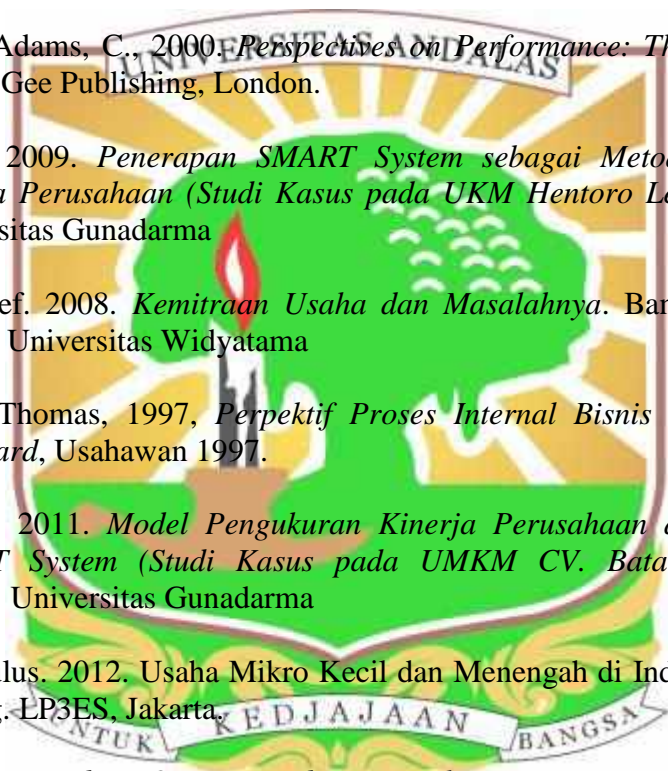 UNIVERSITAS ANDALAS
Adams, C., 2000. Perspectives on Performance: Th
Gee Publishing, London.
2009. Penerapan SMART System sebagai Metod
a Perusahaan (Studi Kasus pada UKM Hentoro Le
sitas Gunadarma
ef. 2008. Kemitraan Usaha dan Masalahnya. Ban
Universitas Widyatama
Thomas, 1997, Perpektif Proses Internal Bisnis
ard, Usahawan 1997.
2011. Model Pengukuran Kinerja Perusahaan d
T System (Studi Kasus pada UMKM CV. Bata
Universitas Gunadarma
lus. 2012. Usaha Mikro Kecil dan Menengah di Ind
g. LP3ES, Jakarta.
UNTUK KEDJAJAAN BANGSA